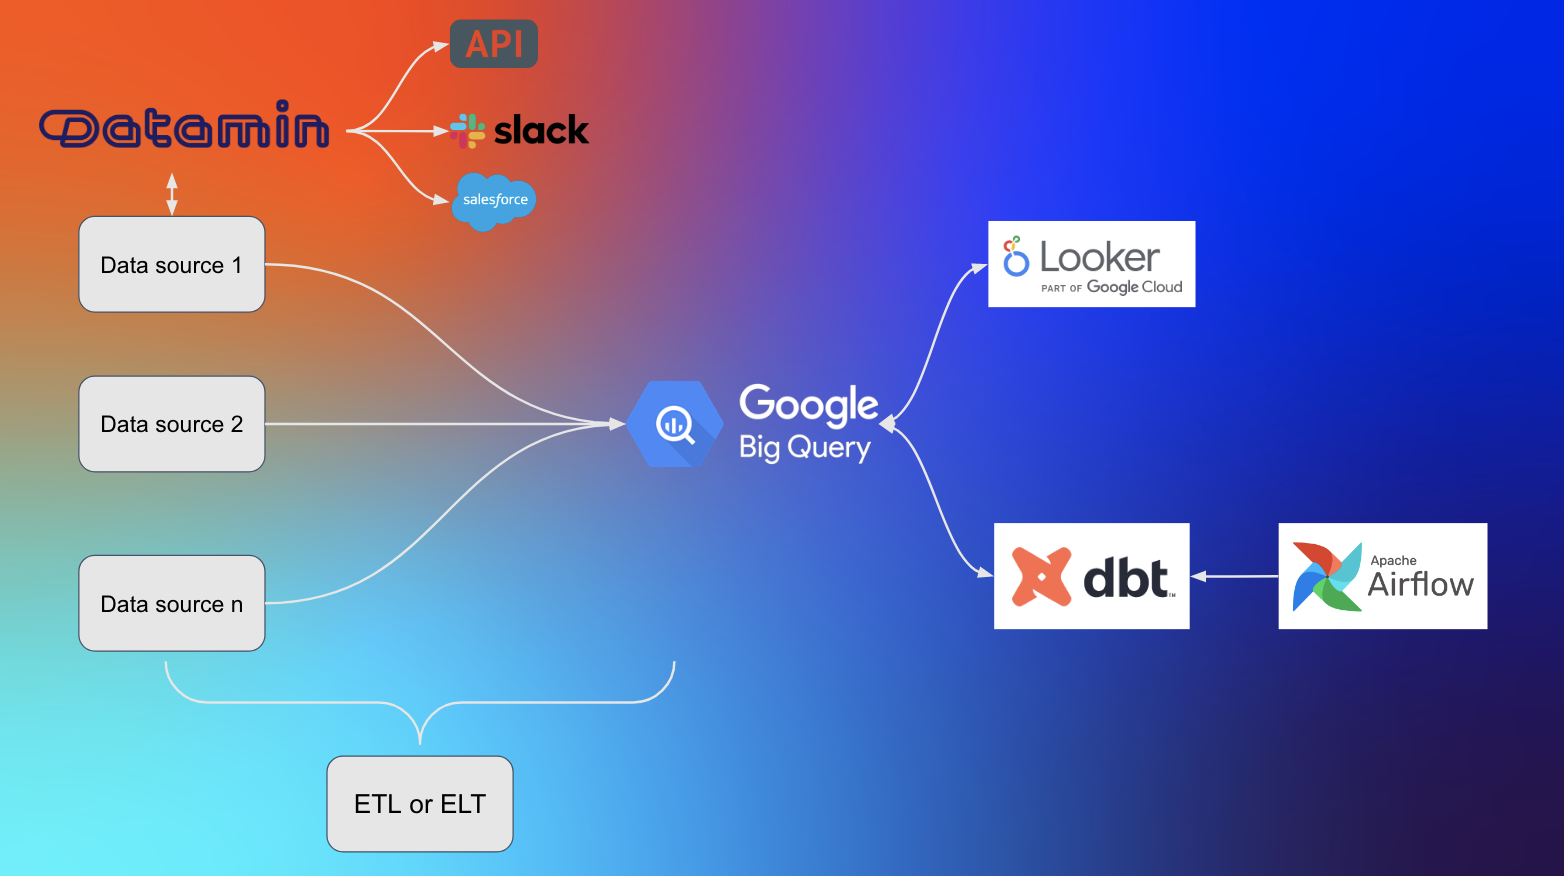 API
Datamin
slack
salesforce
Data source 1
Looker
PART OF Google Cloud
Data source 2
Google
Big Query
Data source n
dbt
TM
Apache
Airflow
ETL or ELT